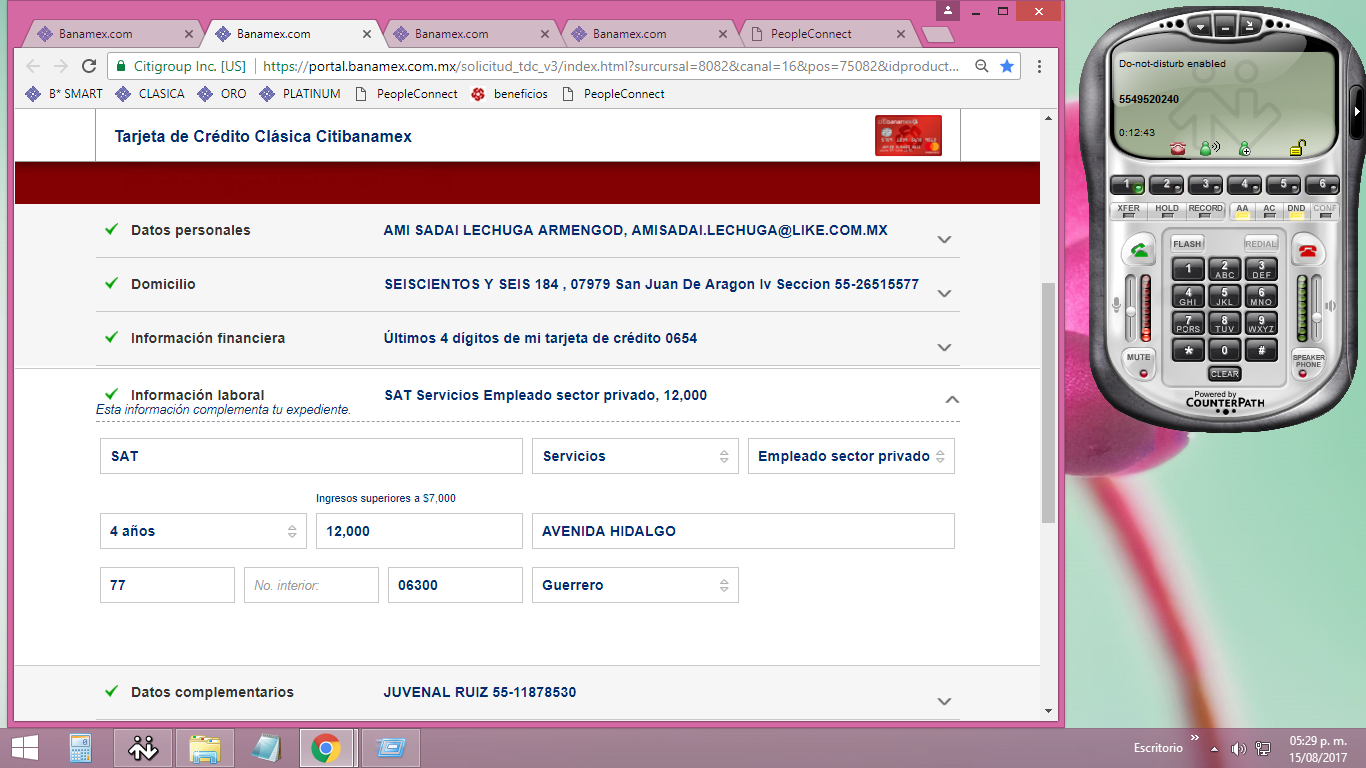 Banamex.com
Banamex.com
Banamex.com
Banamex.com
PeopleConnect
Citigroup Inc. [US]
https://portal.banamex.com.mx/solicitud_tdc_v3/index.html?surcursal=8082&canal=16&pos=75082&idproduct...
B* SMART
CLASICA
ORO
PLATINUM
PeopleConnect
beneficios
PeopleConnect
Tarjeta de Crédito Clásica Citibanamex
Datos personales
AMI SADAI LECHUGA ARMENGOD, AMISADAI.LECHUGA@LIKE.COM.MX
Domicilio
SEISCIENTOS Y SEIS 184 , 07979 San Juan De Aragon Iv Seccion 55-26515577
Información financiera
Últimos 4 dígitos de mi tarjeta de crédito 0654
Información laboral
SAT Servicios Empleado sector privado, 12,000
Esta información complementa tu expediente.
SAT
Servicios
Empleado sector privado
Ingresos superiores a $7,000
4 años
12,000
AVENIDA HIDALGO
77
No. interior:
06300
Guerrero
Datos complementarios
JUVENAL RUIZ 55-11878530
Do-not-disturb enabled
5549520240
0:12:43
1 2 3 4 5 6
XFER HOLD RECORD AA AC DND CONF
FLASH
REDIAL
1 2 ABC 3 DEF
4 GHI 5 JKL 6 MNO
7 PQRS 8 TUV 9 WXYZ
* 0 #
MUTE
CLEAR
SPEAKER PHONE
Powered by
COUNTERPATH
Escritorio
05:29 p. m.
15/08/2017